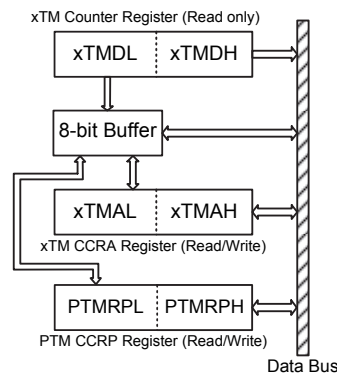 xTM Counter Register (Read only)
xTMDL xTMDH
8-bit Buffer
xTMAL xTMAH
xTM CCRA Register (Read/Write)
PTMRPL PTMRPH
PTM CCRP Register (Read/Write)
Data Bus